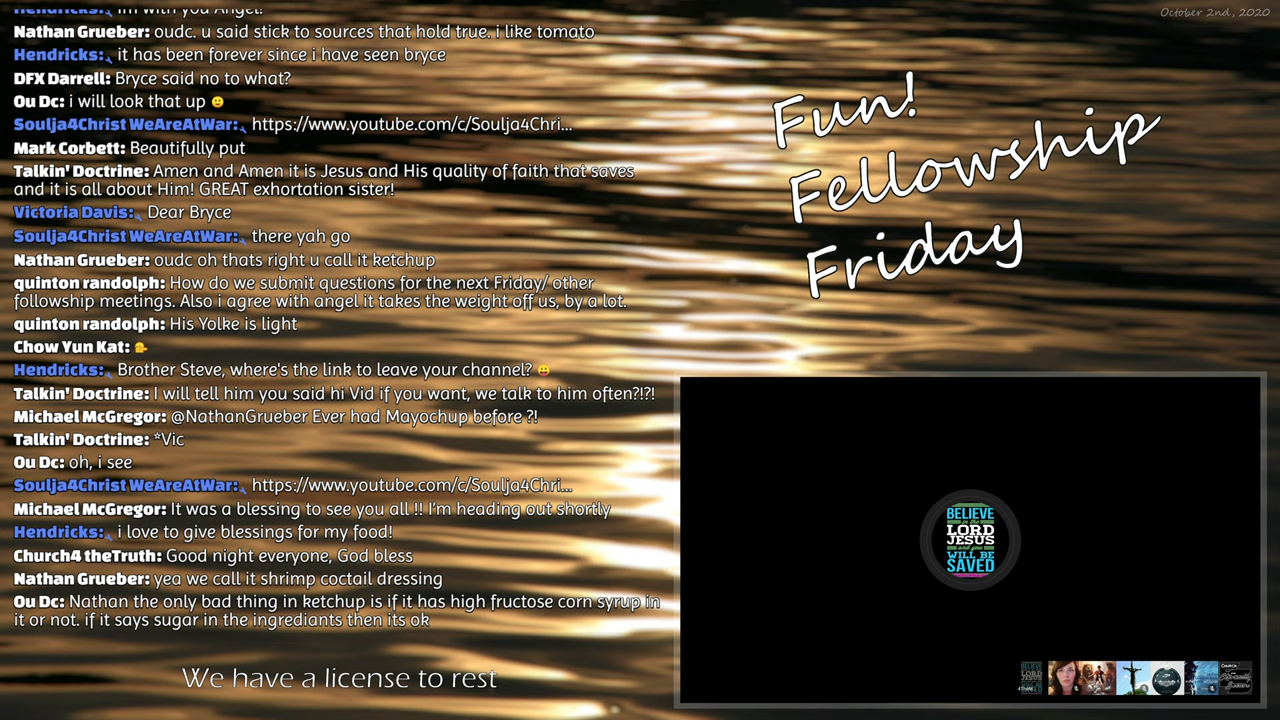 Hendricks: im with you Angel!
October 2nd, 2020
Nathan Grueber: oudc. u said stick to sources that hold true. i like tomato
Hendricks: it has been forever since i have seen bryce
DFX Darrell: Bryce said no to what?
Ou Dc: i will look that up 🙂
Soulja4Christ WeAreAtWar: https://www.youtube.com/c/Soulja4Chri...
Mark Corbett: Beautifully put
Talkin' Doctrine: Amen and Amen it is Jesus and His quality of faith that saves
and it is all about Him! GREAT exhortation sister!
Victoria Davis: Dear Bryce
Soulja4Christ WeAreAtWar: there yah go
Nathan Grueber: oudc oh thats right u call it ketchup
quinton randolph: How do we submit questions for the next Friday/ other
followship meetings. Also i agree with angel it takes the weight off us, by a lot.
quinton randolph: His Yolke is light
Chow Yun Kat:
Hendricks: Brother Steve, where's the link to leave your channel? 😛
Talkin' Doctrine: I will tell him you said hi Vid if you want, we talk to him often?!?!
Michael McGregor: @NathanGrueber Ever had Mayochup before ?!
Talkin' Doctrine: *Vic
Ou Dc: oh, i see
Soulja4Christ WeAreAtWar: https://www.youtube.com/c/Soulja4Chri...
Michael McGregor: It was a blessing to see you all !! I'm heading out shortly
Hendricks: i love to give blessings for my food!
Church4 theTruth: Good night everyone, God bless
Nathan Grueber: yea we call it shrimp coctail dressing
Ou Dc: Nathan the only bad thing in ketchup is if it has high fructose corn syrup in
it or not. if it says sugar in the ingrediants then its ok
We have a license to rest
Fun!
Fellowship
Friday
BELIEVE
in the
LORD
JESUS
and you
WILL BE
SAVED
BELIEVE
LORD
JESUS
CHURCH